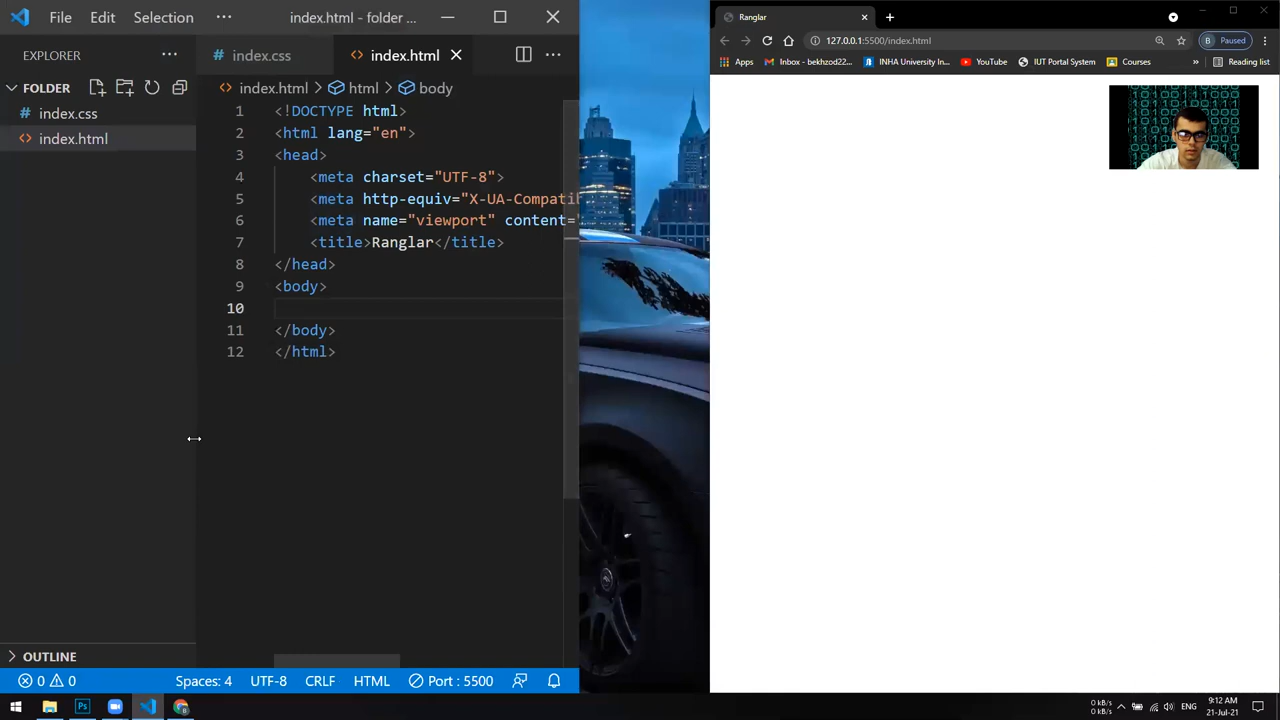 File Edit Selection ··· index.html - folder ...
EXPLORER ···
FOLDER
# index.css
<> index.html
# index.css
<> index.html
index.html > html > body
1 <!DOCTYPE html>
2 <html lang="en">
3 <head>
4 <meta charset="UTF-8">
5 <meta http-equiv="X-UA-Compatib
6 <meta name="viewport" content="
7 <title>Ranglar</title>
8 </head>
9 <body>
10
11 </body>
12 </html>
OUTLINE
0 0 Spaces: 4 UTF-8 CRLF HTML Port : 5500
Ranglar
127.0.0.1:5500/index.html
B Paused
Apps Inbox - bekhzod22... INHA University In... YouTube IUT Portal System Courses » Reading list
Ps
0 kB/s
0 kB/s
ENG
9:12 AM
21-Jul-21